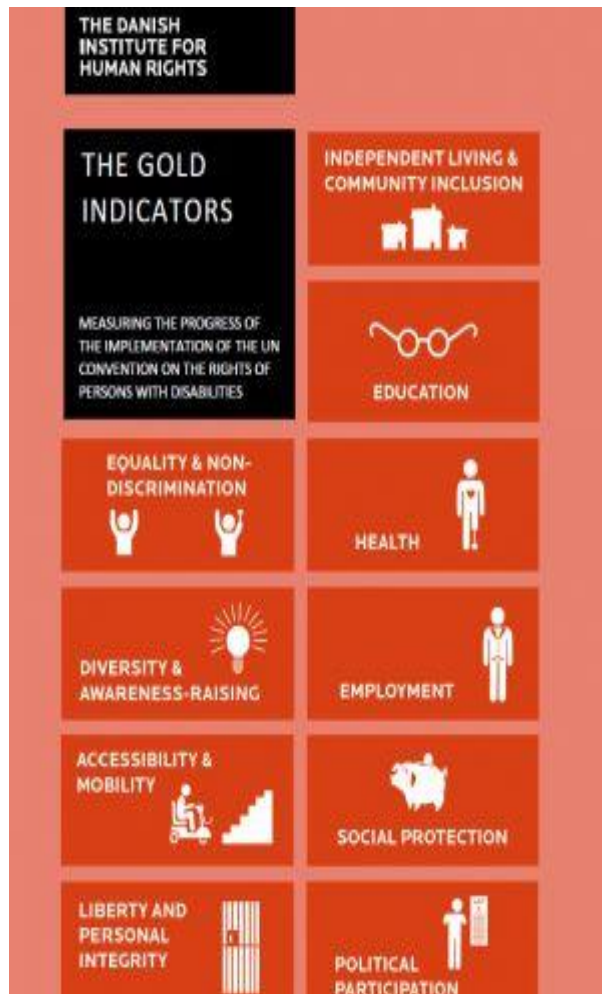 THE DANISH
INSTITUTE FOR
HUMAN RIGHTS
THE GOLD
INDICATORS
MEASURING THE PROGRESS OF
THE IMPLEMENTATION OF THE UN
CONVENTION ON THE RIGHTS OF
PERSONS WITH DISABILITIES
INDEPENDENT LIVING &
COMMUNITY INCLUSION
EDUCATION
EQUALITY & NON-
DISCRIMINATION
HEALTH
DIVERSITY &
AWARENESS-RAISING
EMPLOYMENT
ACCESSIBILITY &
MOBILITY
SOCIAL PROTECTION
LIBERTY AND
PERSONAL
INTEGRITY
POLITICAL
PARTICIPATION